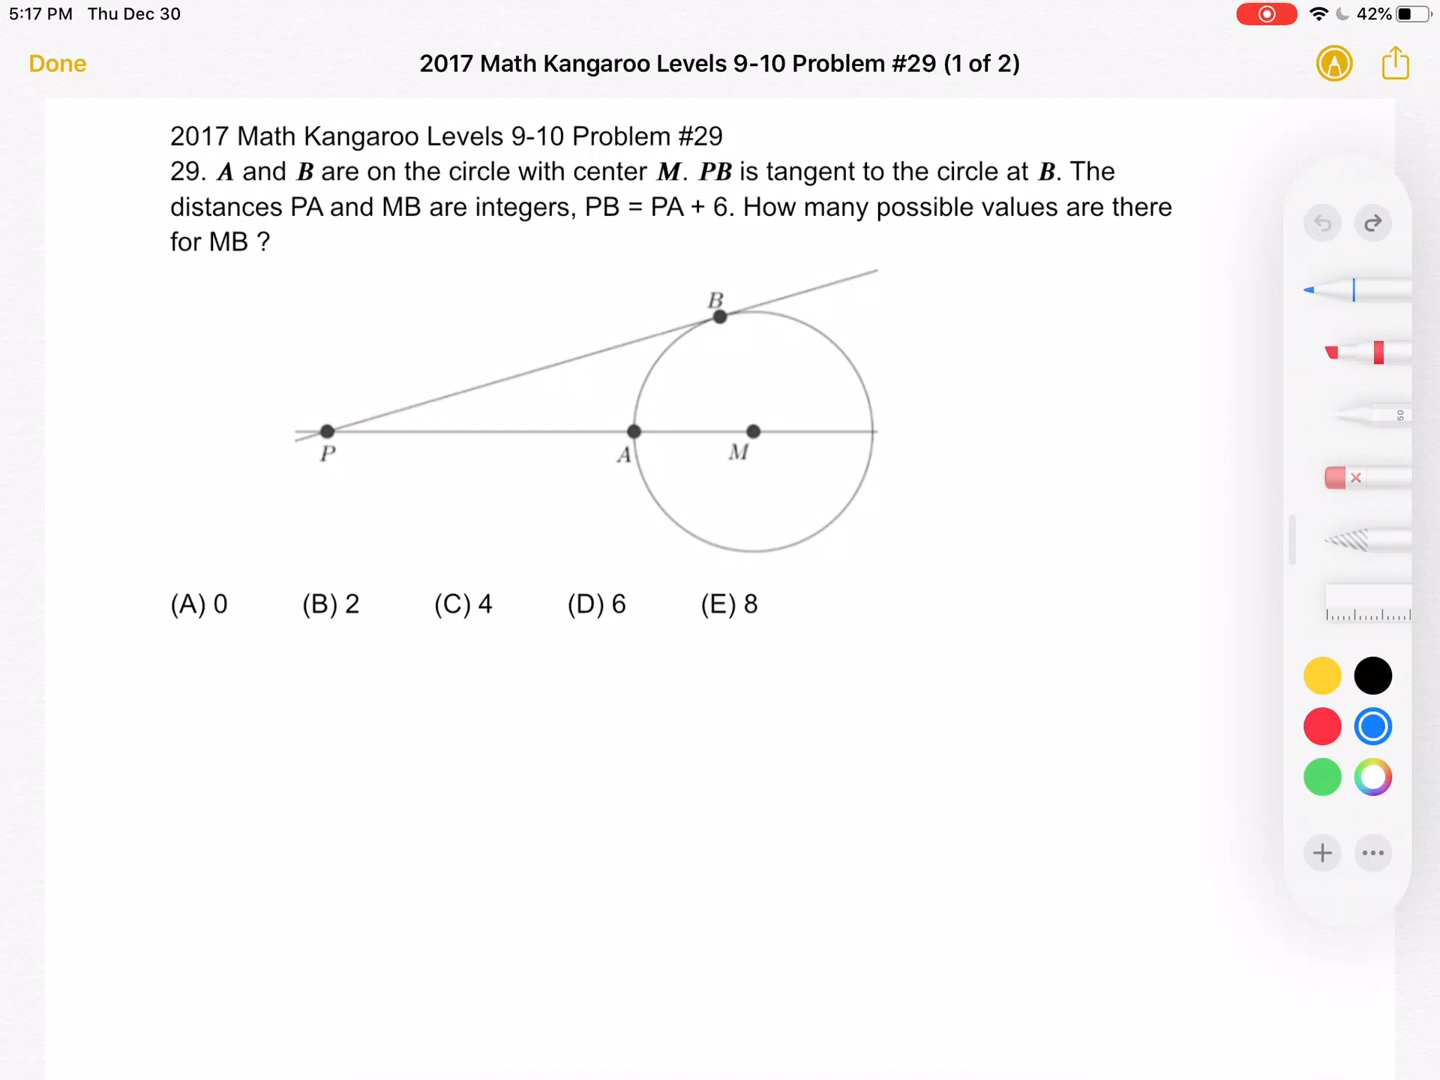 5:17 PM Thu Dec 30
42%
Done
2017 Math Kangaroo Levels 9-10 Problem #29 (1 of 2)
2017 Math Kangaroo Levels 9-10 Problem #29
29. A and B are on the circle with center M. PB is tangent to the circle at B. The
distances PA and MB are integers, PB = PA + 6. How many possible values are there
for MB ?
B
P
A
M
(A) 0 (B) 2 (C) 4 (D) 6 (E) 8
50